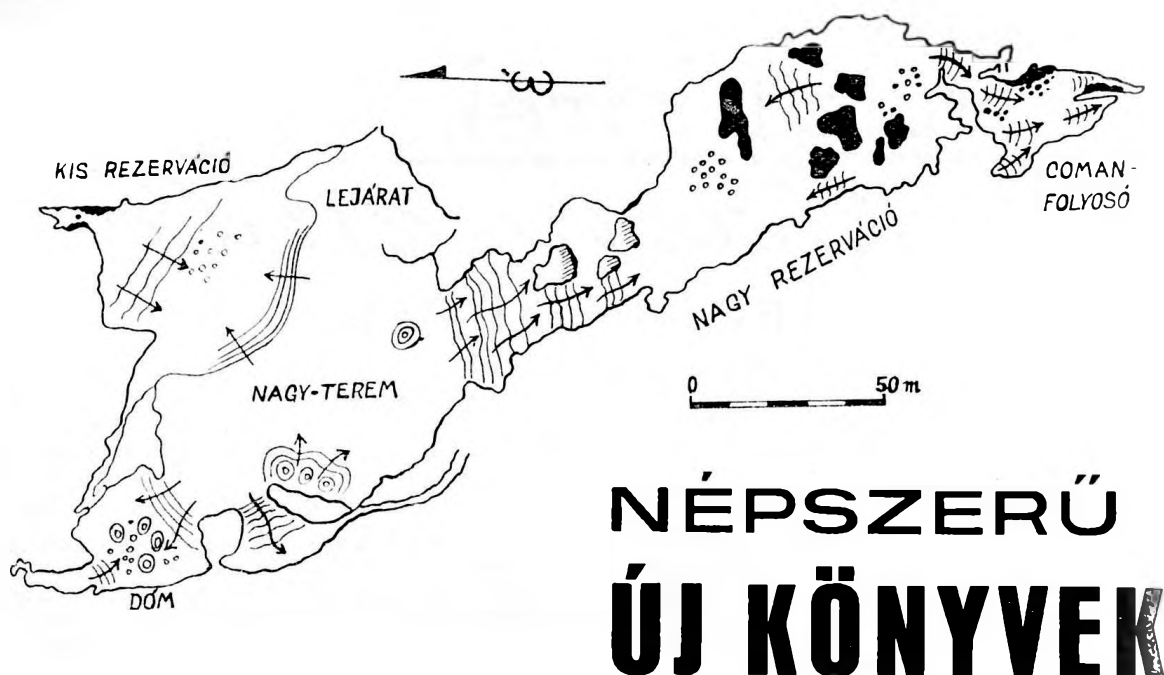 KIS REZERVÁCIÓ
LEJÁRAT
NAGY-TEREM
DÓM
NAGY REZERVÁCIÓ
COMAN-
FOLYOSÓ
0 50 m
NÉPSZERŰ
ÚJ KÖNYVEK